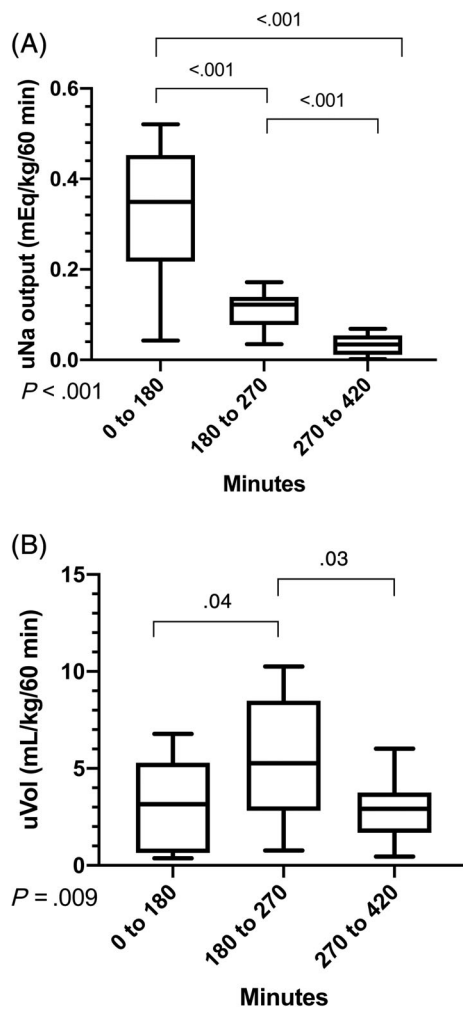 (A)
<.001
<.001
<.001
uNa output (mEq/kg/60 min)
0.6
0.4
0.2
0.0
P < .001
0 to 180
180 to 270
270 to 420
Minutes
(B)
.03
.04
uVol (mL/kg/60 min)
15
10
5
0
P = .009
0 to 180
180 to 270
270 to 420
Minutes